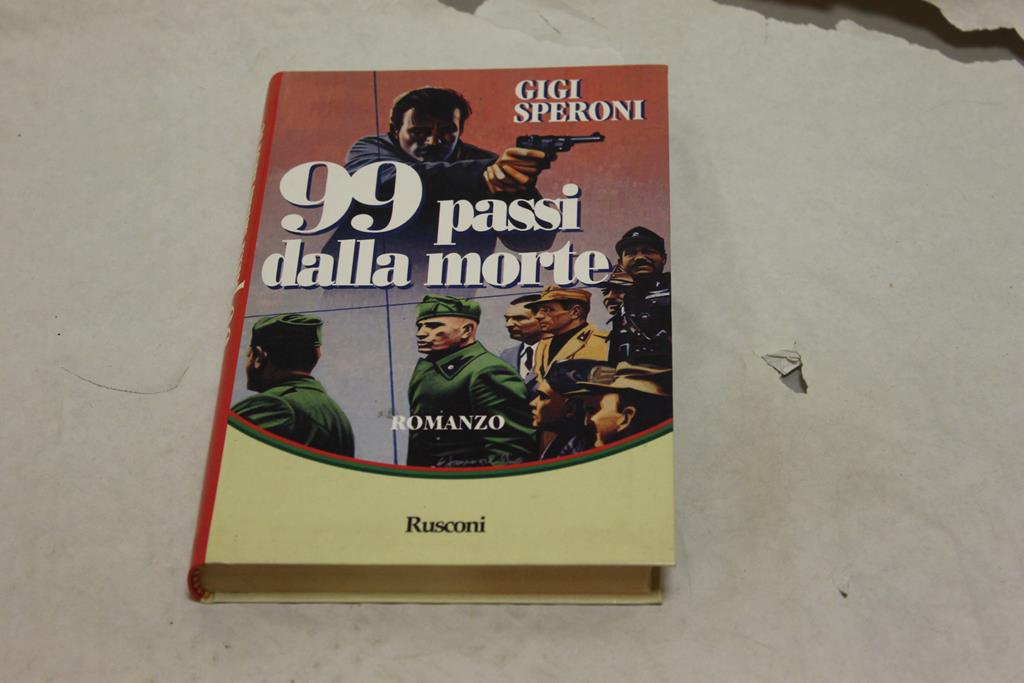 GIGI
SPERONI
99 passi
dalla morte
ROMANZO
Rusconi